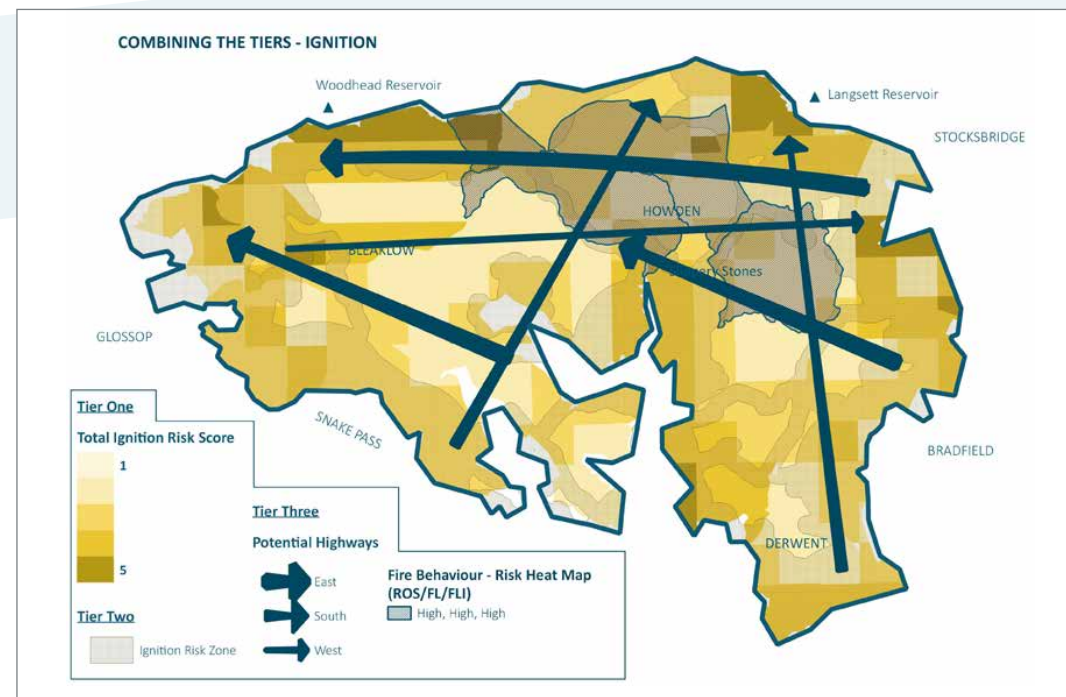 COMBINING THE TIERS - IGNITION
Woodhead Reservoir
Langsett Reservoir
STOCKSBRIDGE
HOWDEN
BLEAKLOW
Stones
GLOSSOP
SNAKE PASS
BRADFIELD
DERWENT
Tier One
Total Ignition Risk Score
1
5
Tier Two
Ignition Risk Zone
Tier Three
Potential Highways
East
South
West
Fire Behaviour - Risk Heat Map
(ROS/FL/FLI)
High, High, High